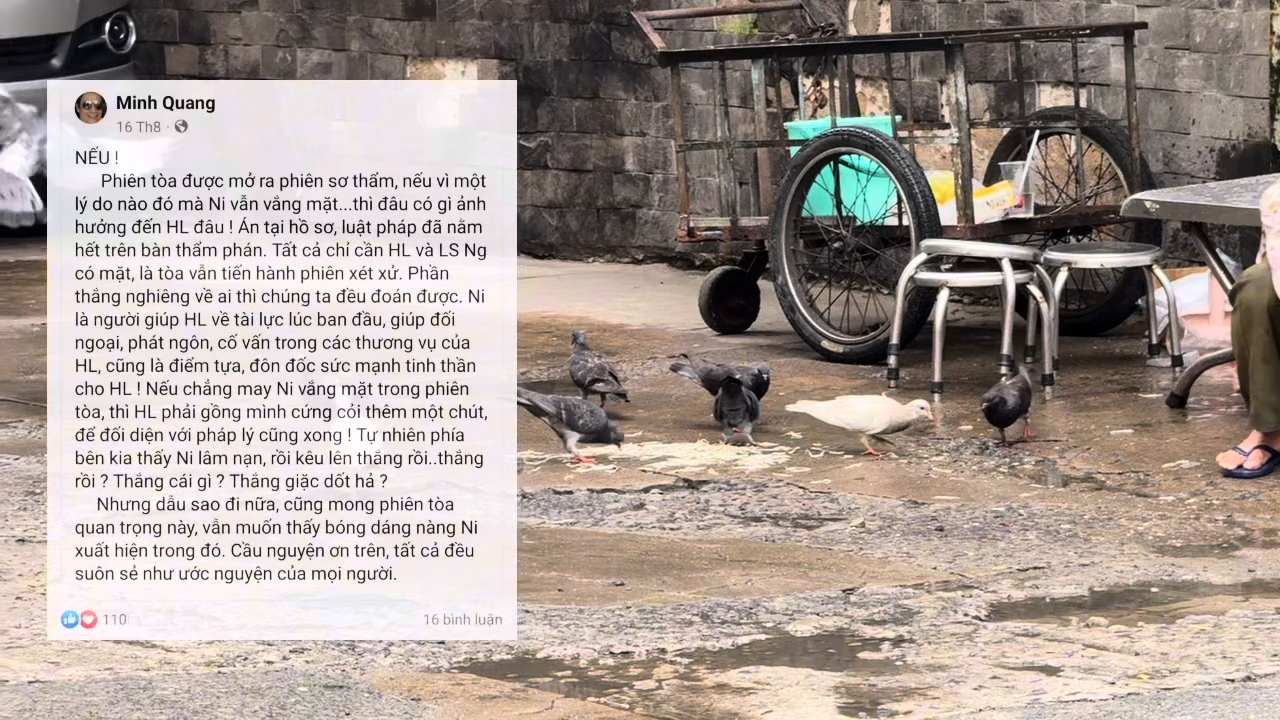 Minh Quang
16 Th8 ·
NẾU !
Phiên tòa được mở ra phiên sơ thẩm, nếu vì một
lý do nào đó mà Ni vẫn vắng mặt...thì đâu có gì ảnh
hưởng đến HL đâu ! Án tại hồ sơ, luật pháp đã nằm
hết trên bàn thẩm phán. Tất cả chỉ cần HL và LS Ng
có mặt, là tòa vẫn tiến hành phiên xét xử. Phần
thắng nghiêng về ai thì chúng ta đều đoán được. Ni
là người giúp HL về tài lực lúc ban đầu, giúp đối
ngoại, phát ngôn, cố vấn trong các thương vụ của
HL, cũng là điểm tựa, đôn đốc sức mạnh tinh thần
cho HL ! Nếu chẳng may Ni vắng mặt trong phiên
tòa, thì HL phải gồng mình cứng cỏi thêm một chút,
để đối diện với pháp lý cũng xong ! Tự nhiên phía
bên kia thấy Ni lâm nạn, rồi kêu lên thắng rồi..thắng
rồi ? Thắng cái gì ? Thắng giặc dốt hả ?
Nhưng dẫu sao đi nữa, cũng mong phiên tòa
quan trọng này, vẫn muốn thấy bóng dáng nàng Ni
xuất hiện trong đó. Cầu nguyện ơn trên, tất cả đều
suôn sẻ như ước nguyện của mọi người.
110
16 bình luận